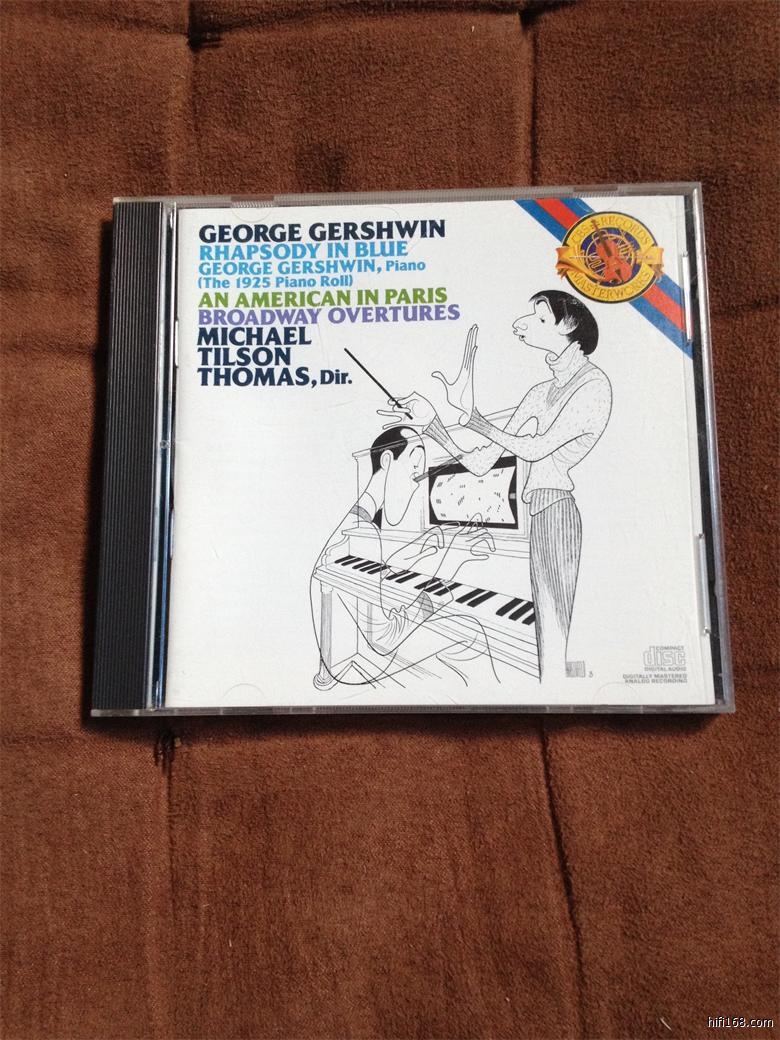 GEORGE GERSHWIN
RHAPSODY IN BLUE
GEORGE GERSHWIN, Piano
(The 1925 Piano Roll)
AN AMERICAN IN PARIS
BROADWAY OVERTURES
MICHAEL
TILSON
THOMAS, Dir.
CBS RECORDS
MASTERWORKS
3
COMPACT
disc
DIGITAL AUDIO
DIGITALLY MASTERED
ANALOG RECORDING
hifi168.com